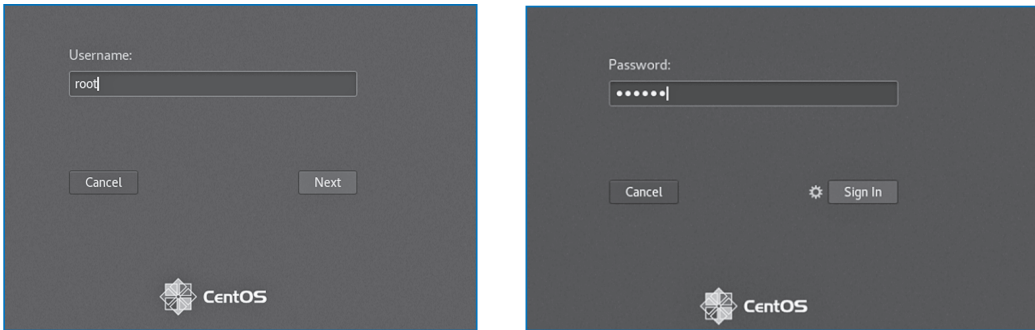 Username:
root
Cancel
Next
CentOS
Password:
••••••
Cancel
Sign In
CentOS